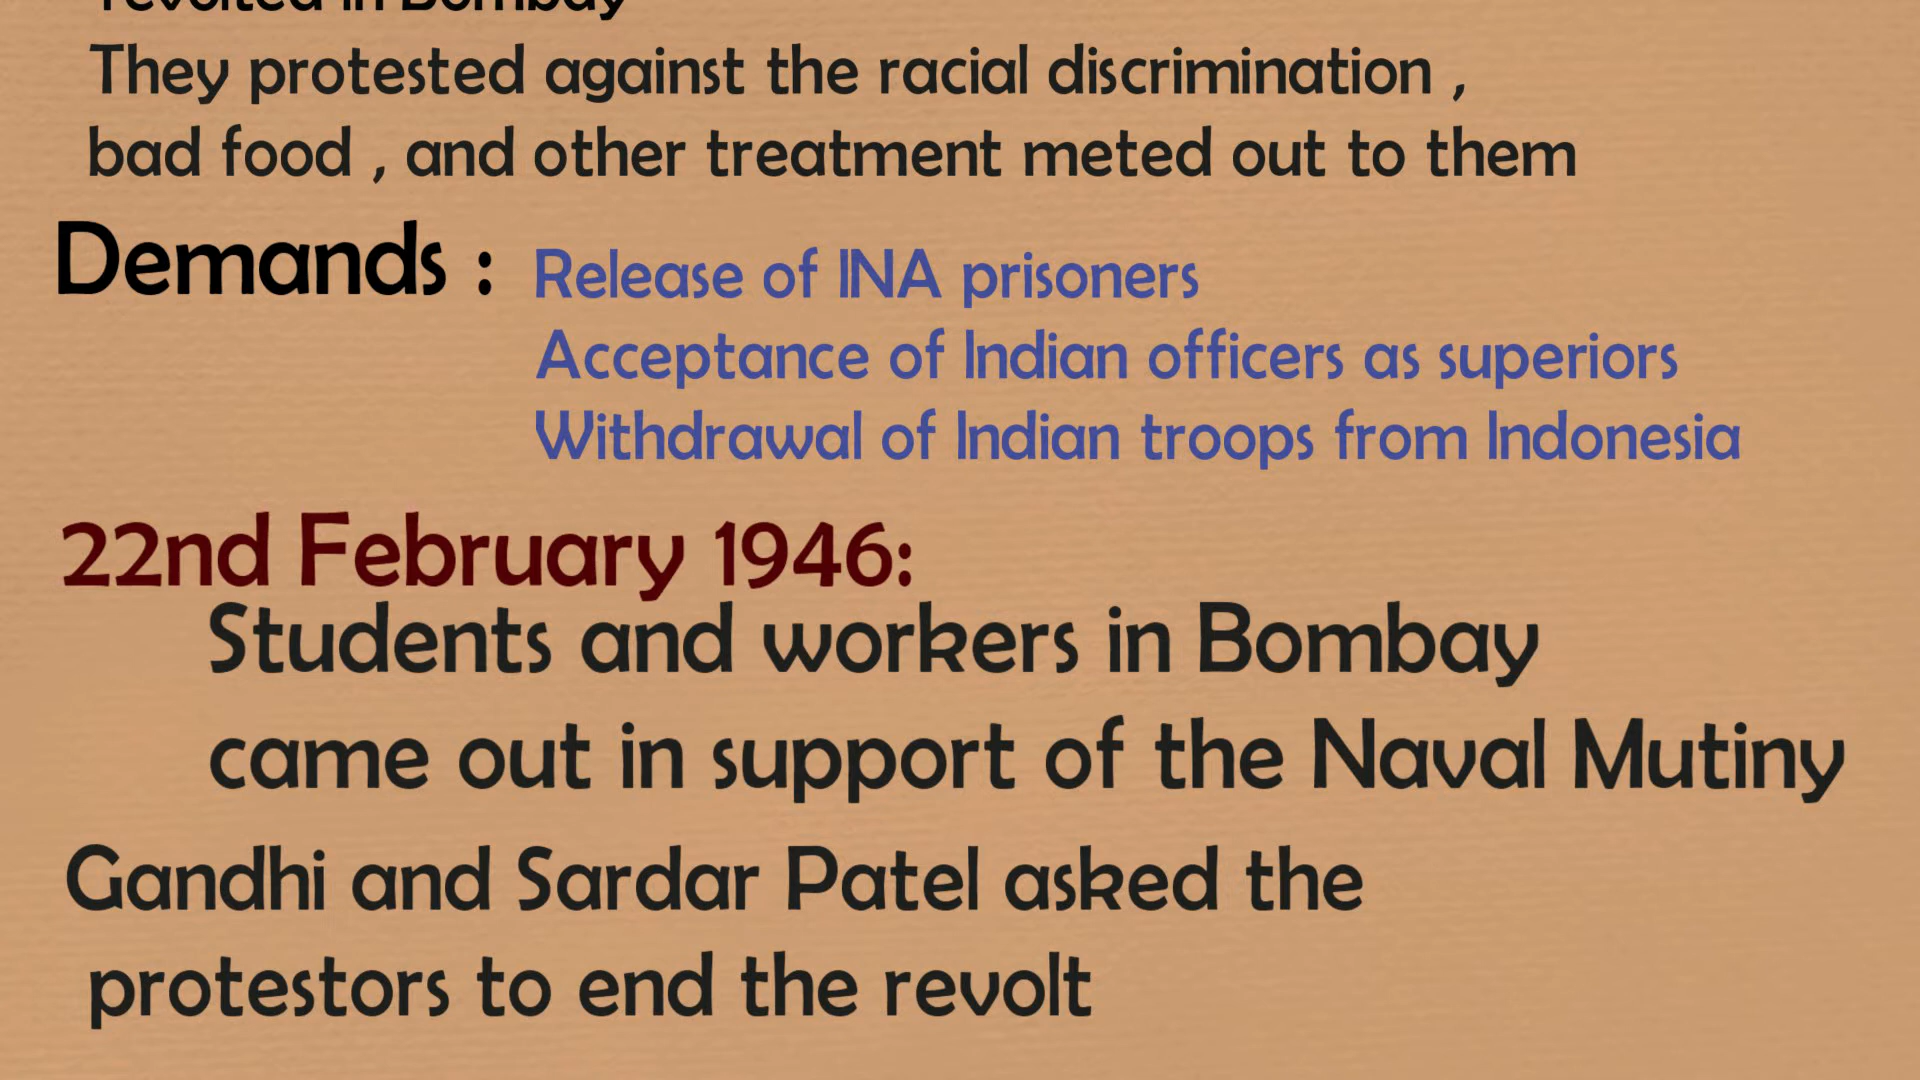 revolted in Bombay
They protested against the racial discrimination ,
bad food , and other treatment meted out to them
Demands : Release of INA prisoners
Acceptance of Indian officers as superiors
Withdrawal of Indian troops from Indonesia
22nd February 1946:
Students and workers in Bombay
came out in support of the Naval Mutiny
Gandhi and Sardar Patel asked the
protestors to end the revolt